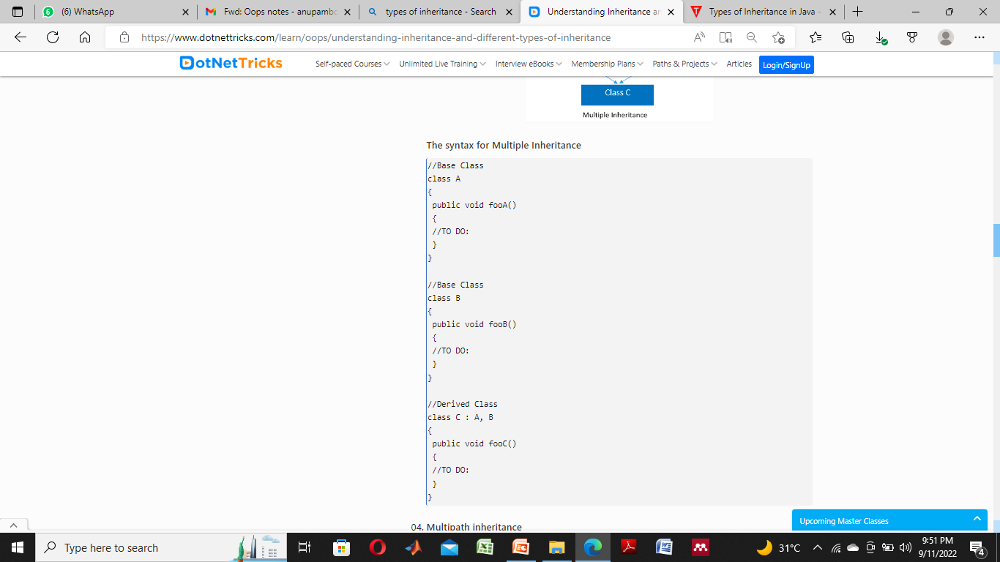 (6) WhatsApp
Fwd: Oops notes - anupambc
types of inheritance - Search
Understanding Inheritance ar
Types of Inheritance in Java -
https://www.dotnettricks.com/learn/oops/understanding-inheritance-and-different-types-of-inheritance
DotNetTricks
Self-paced Courses
Unlimited Live Training
Interview eBooks
Membership Plans
Paths & Projects
Articles
Login/SignUp
Class C
Multiple Inheritance
The syntax for Multiple Inheritance
//Base Class
class A
{
public void fooA()
{
//TO DO:
}
}
//Base Class
class B
{
public void fooB()
{
//TO DO:
}
}
//Derived Class
class C : A, B
{
public void fooC()
{
//TO DO:
}
}
04. Multipath inheritance
Upcoming Master Classes
Type here to search
31°C
9:51 PM
9/11/2022
4